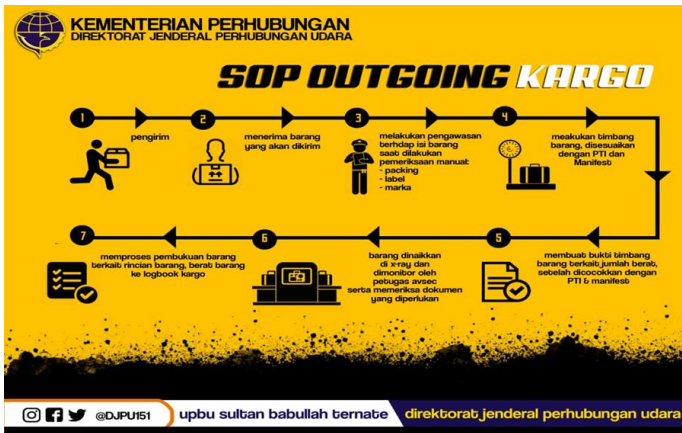 KEMENTERIAN PERHUBUNGAN
DIREKTORAT JENDERAL PERHUBUNGAN UDARA
SOP OUTGOING KARGO
1
pengirim
2
menerima barang
yang akan dikirim
3
melakukan pengawasan
terhdap isi barang
saat dilakukan
pemeriksaan manual:
- packing
- label
- marka
4
meakukan timbang
barang, disesuaikan
dengan PTI dan
Manifest
5
membuat bukti timbang
barang terkait jumlah berat,
setelah dicocokkan dengan
PTI & manifest
6
barang dinaikkan
di x-ray dan
dimonitor oleh
petugas avsec
serta memeriksa dokumen
yang diperlukan
7
memproses pembukuan barang
terkait rincian barang, berat barang
ke logbook kargo
@DJPU151
upbu sultan babullah ternate
direktorat jenderal perhubungan udara